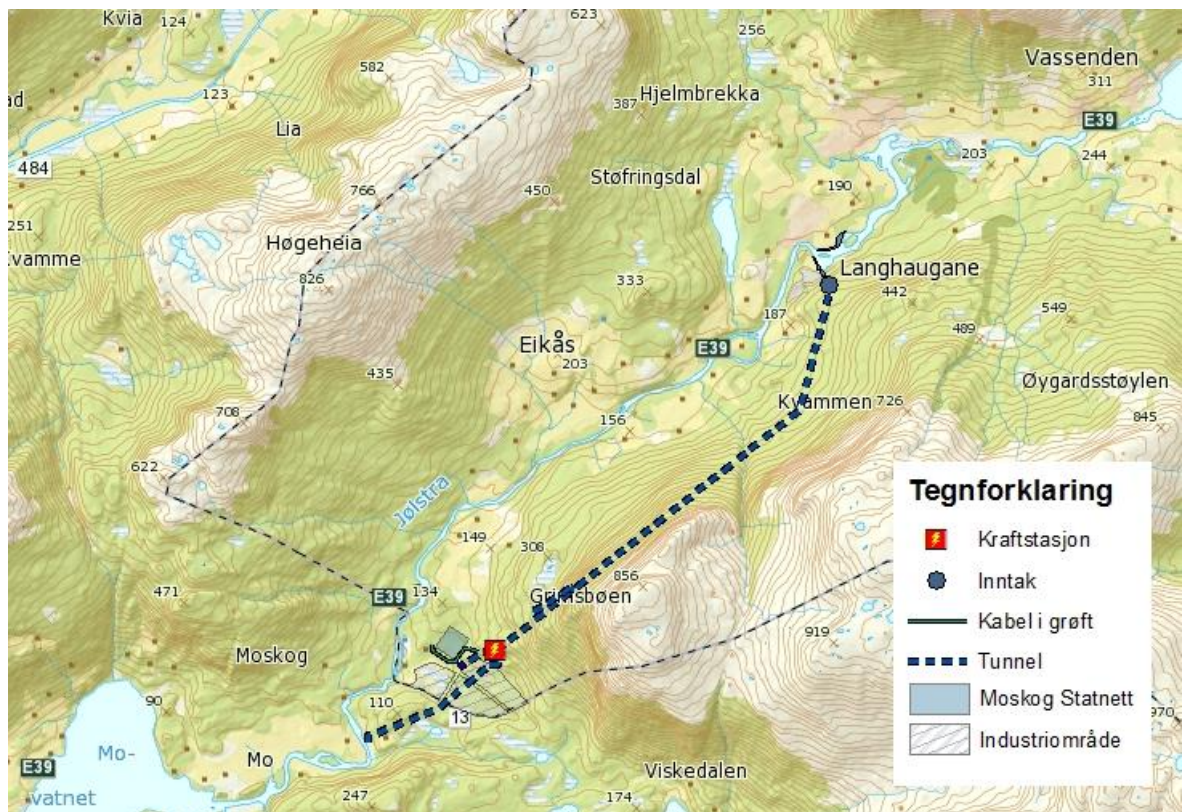 Kvia
124
623
582
123
ad
Lia
484
766
450
251
Kvamme
Høgeheia
826
256
Hjelmbrekka
387
Støfringsdal
Vassenden
311
E39
203
244
190
Langhaugane
442
549
333
187
489
E39
Eikås
203
435
Øygardsstøylen
Kvammen
726
845
708
156
622
Jølstra
149
308
856
Grimsbøen
471
E39
134
919
Moskog
90
110
13
Mo-
vatnet
Mo
E39
247
Viskedalen
174
970
Tegnforklaring
Kraftstasjon
Inntak
Kabel i grøft
Tunnel
Moskog Statnett
Industriområde